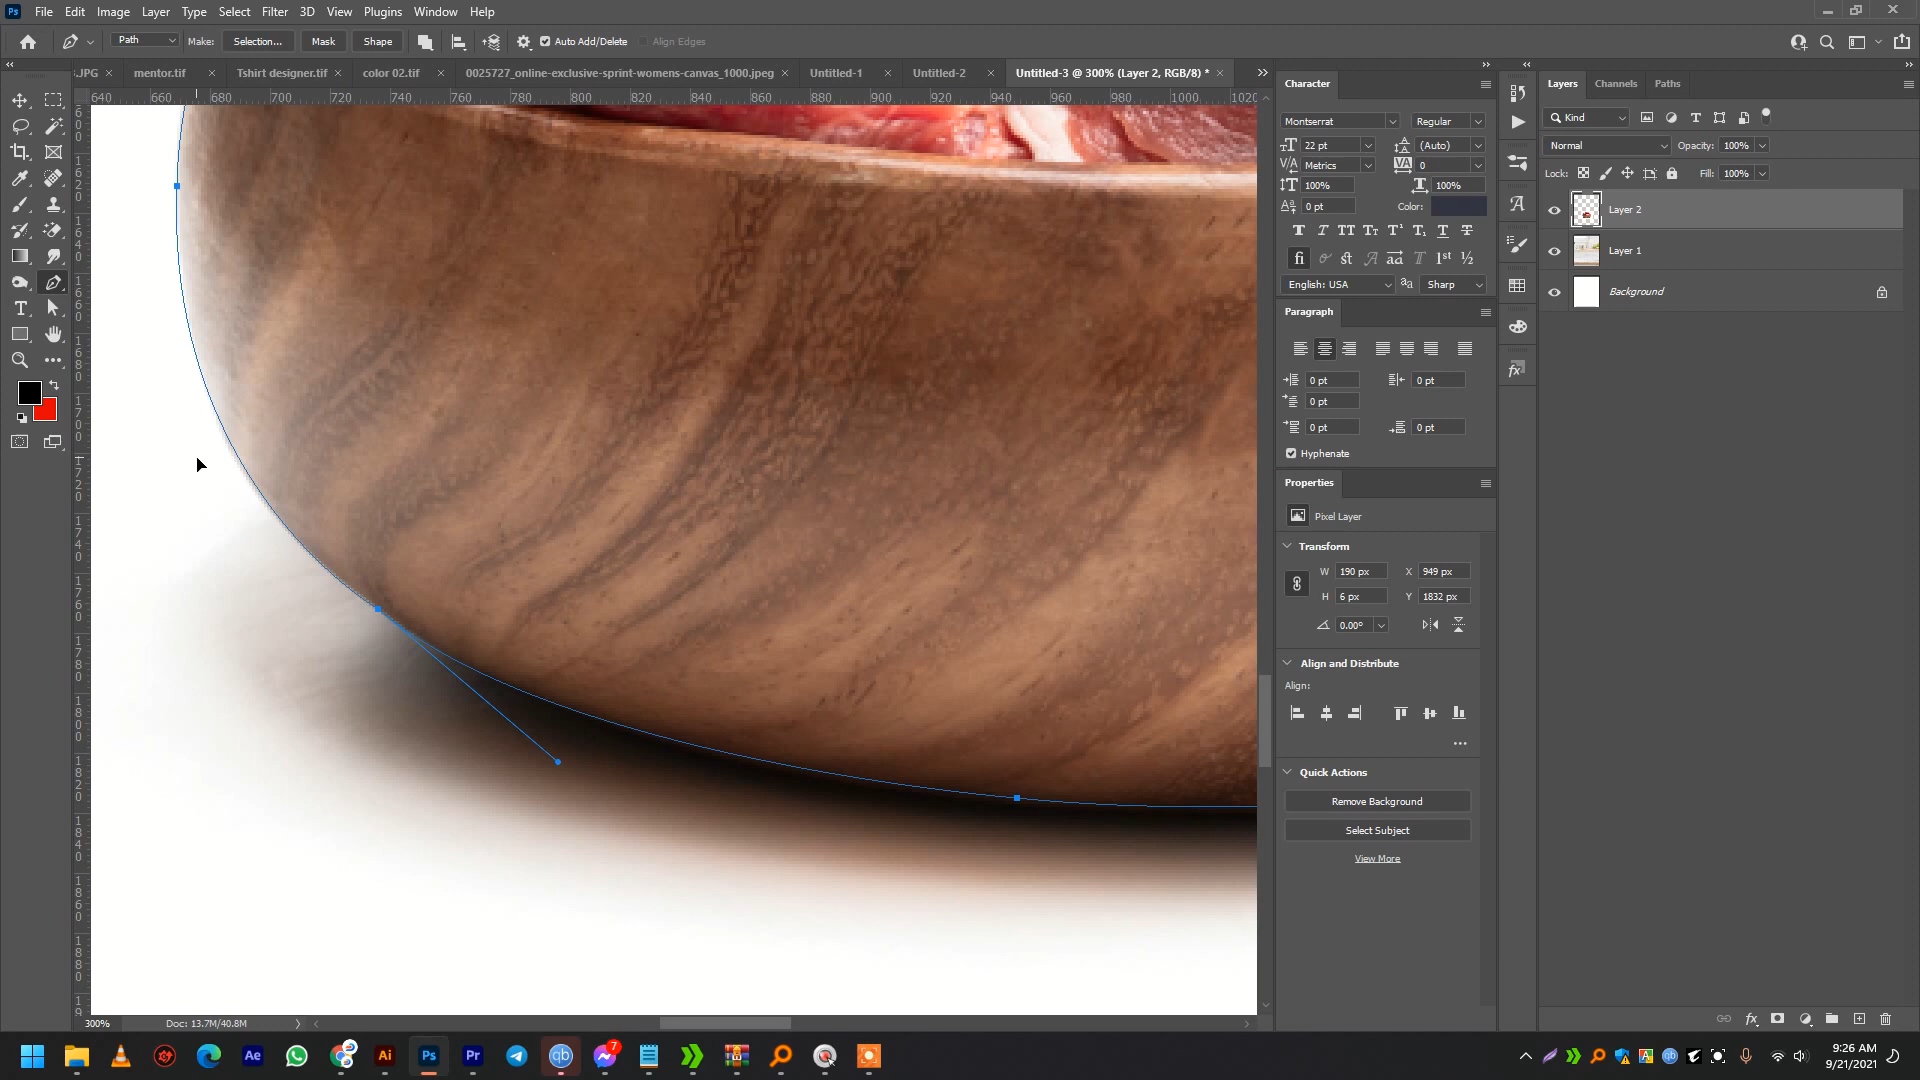 Ps File Edit Image Layer Type Select Filter 3D View Plugins Window Help
Path Make: Selection... Mask Shape Auto Add/Delete Align Edges
.JPG × mentor.tif × Tshirt designer.tif × color 02.tif × 0025727_online-exclusive-sprint-womens-canvas_1000.jpeg × Untitled-1 × Untitled-2 × Untitled-3 @ 300% (Layer 2, RGB/8) * ×
640 660 680 700 720 740 760 780 800 820 840 860 880 900 920 940 960 980 1000 1020
Character
Montserrat Regular
22 pt (Auto)
Metrics 0
100% 100%
0 pt Color:
English: USA Sharp
Paragraph
0 pt 0 pt
0 pt
0 pt 0 pt
Hyphenate
Properties
Pixel Layer
Transform
W 190 px X 949 px
H 6 px Y 1832 px
0.00°
Align and Distribute
Align:
Quick Actions
Remove Background
Select Subject
View More
Layers Channels Paths
Kind
Normal Opacity: 100%
Lock: Fill: 100%
Layer 2
Layer 1
Background
300% Doc: 13.7M/40.8M
Ae Ai Ps Pr qb 7
9:26 AM
9/21/2021